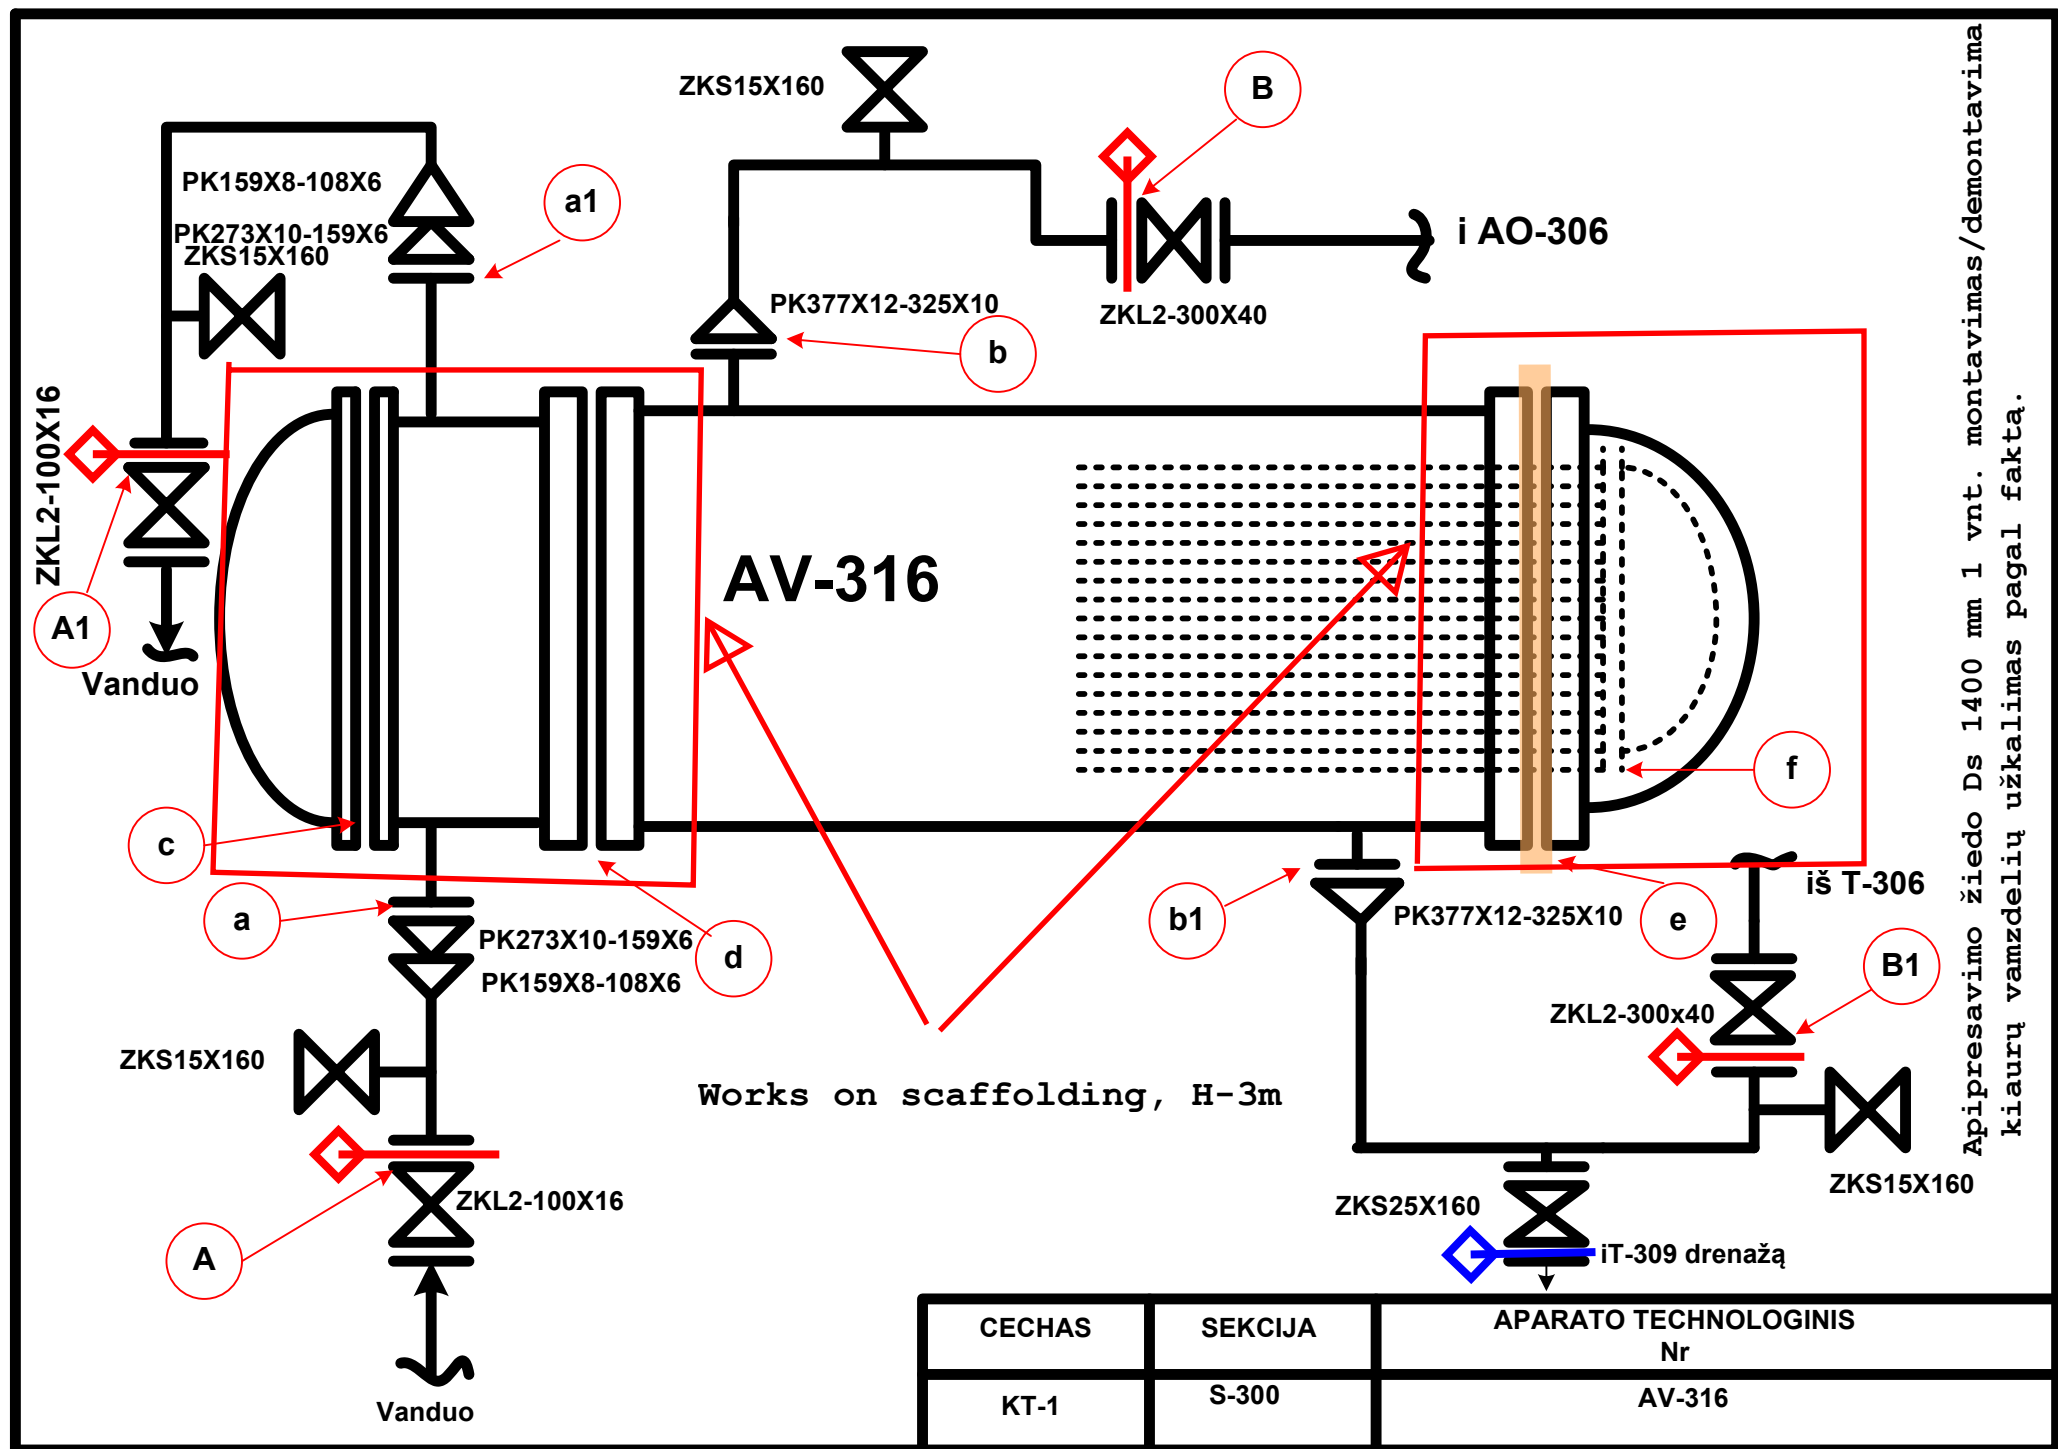 ZKS15X160
B
PK159X8-108X6
a1
PK273X10-159X6
ZKS15X160
i AO-306
PK377X12-325X10
ZKL2-300X40
b
ZKL2-100X16
AV-316
A1
Vanduo
f
c
iš T-306
a
b1
PK377X12-325X10
e
PK273X10-159X6
d
PK159X8-108X6
B1
ZKL2-300x40
ZKS15X160
Works on scaffolding, H-3m
ZKS15X160
ZKL2-100X16
ZKS25X160
A
iT-309 drenažą
Vanduo
Apipresavimo žiedo Ds 1400 mm 1 vnt. montavimas/demontavima
kiaurų vamzdelių užkalimas pagal faktą.
CECHAS
SEKCIJA
APARATO TECHNOLOGINIS
Nr
KT-1
S-300
AV-316